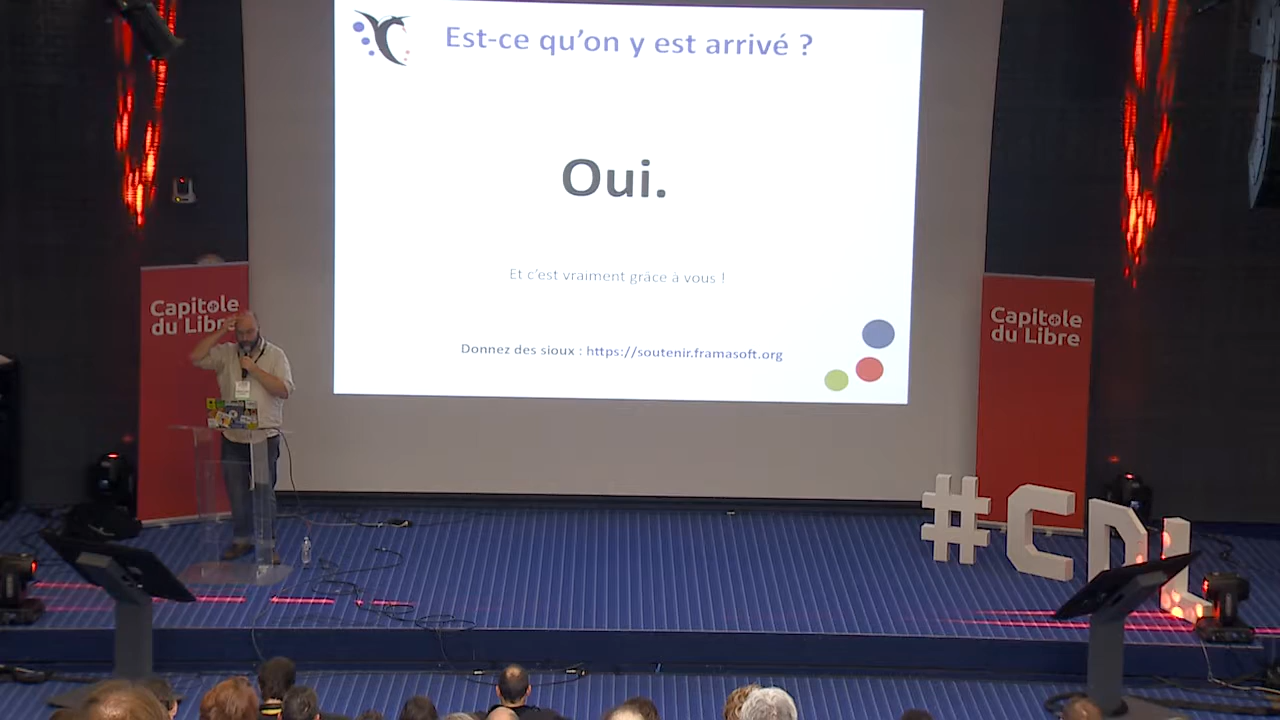 Est-ce qu'on y est arrivé ?
Oui.
Et c'est vraiment grâce à vous !
Donnez des sioux : https://soutenir.framasoft.org
Capitole
du Libre
Capitole
du Libre
#CDL